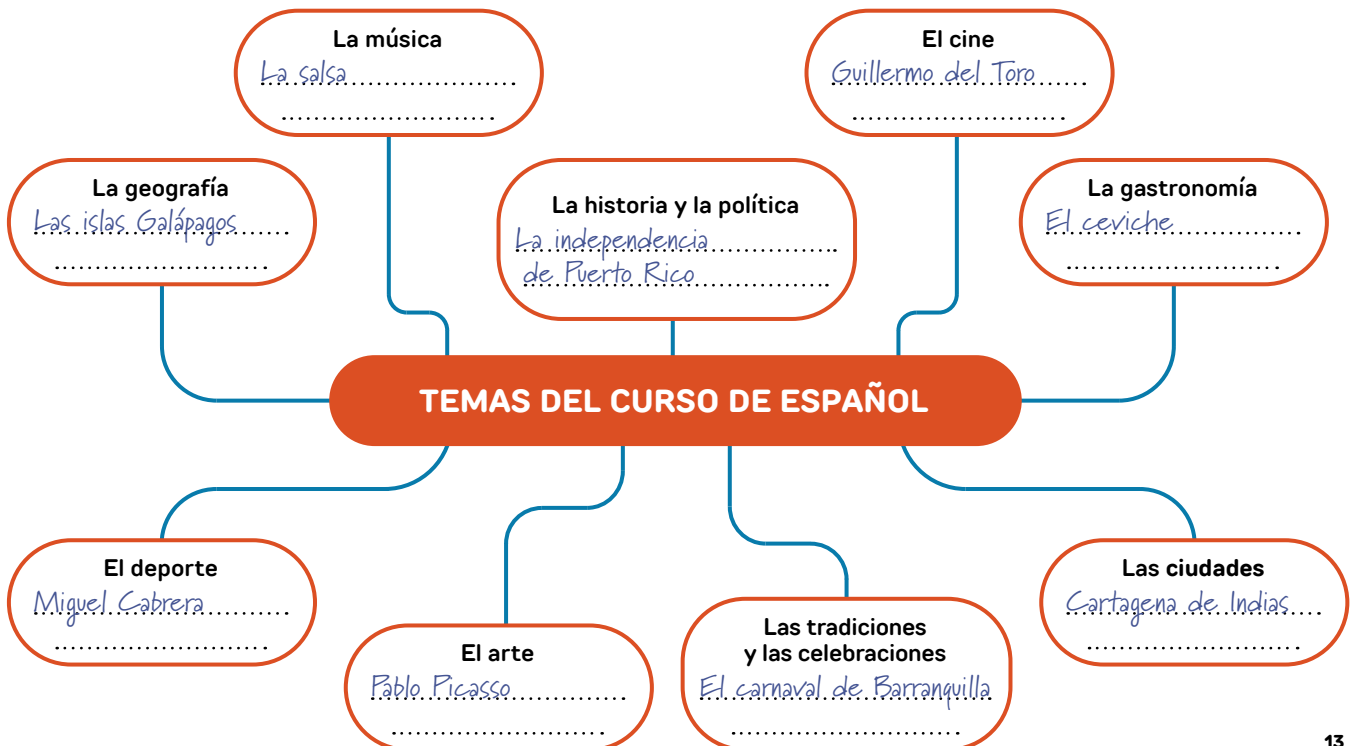 La música
La salsa
El cine
Guillermo del Toro
La geografía
Las islas Galápagos
La historia y la política
La independencia
de Puerto Rico
La gastronomía
El ceviche
TEMAS DEL CURSO DE ESPAÑOL
El deporte
Miguel Cabrera
El arte
Pablo Picasso
Las tradiciones
y las celebraciones
El carnaval de Barranquilla
Las ciudades
Cartagena de Indias
13